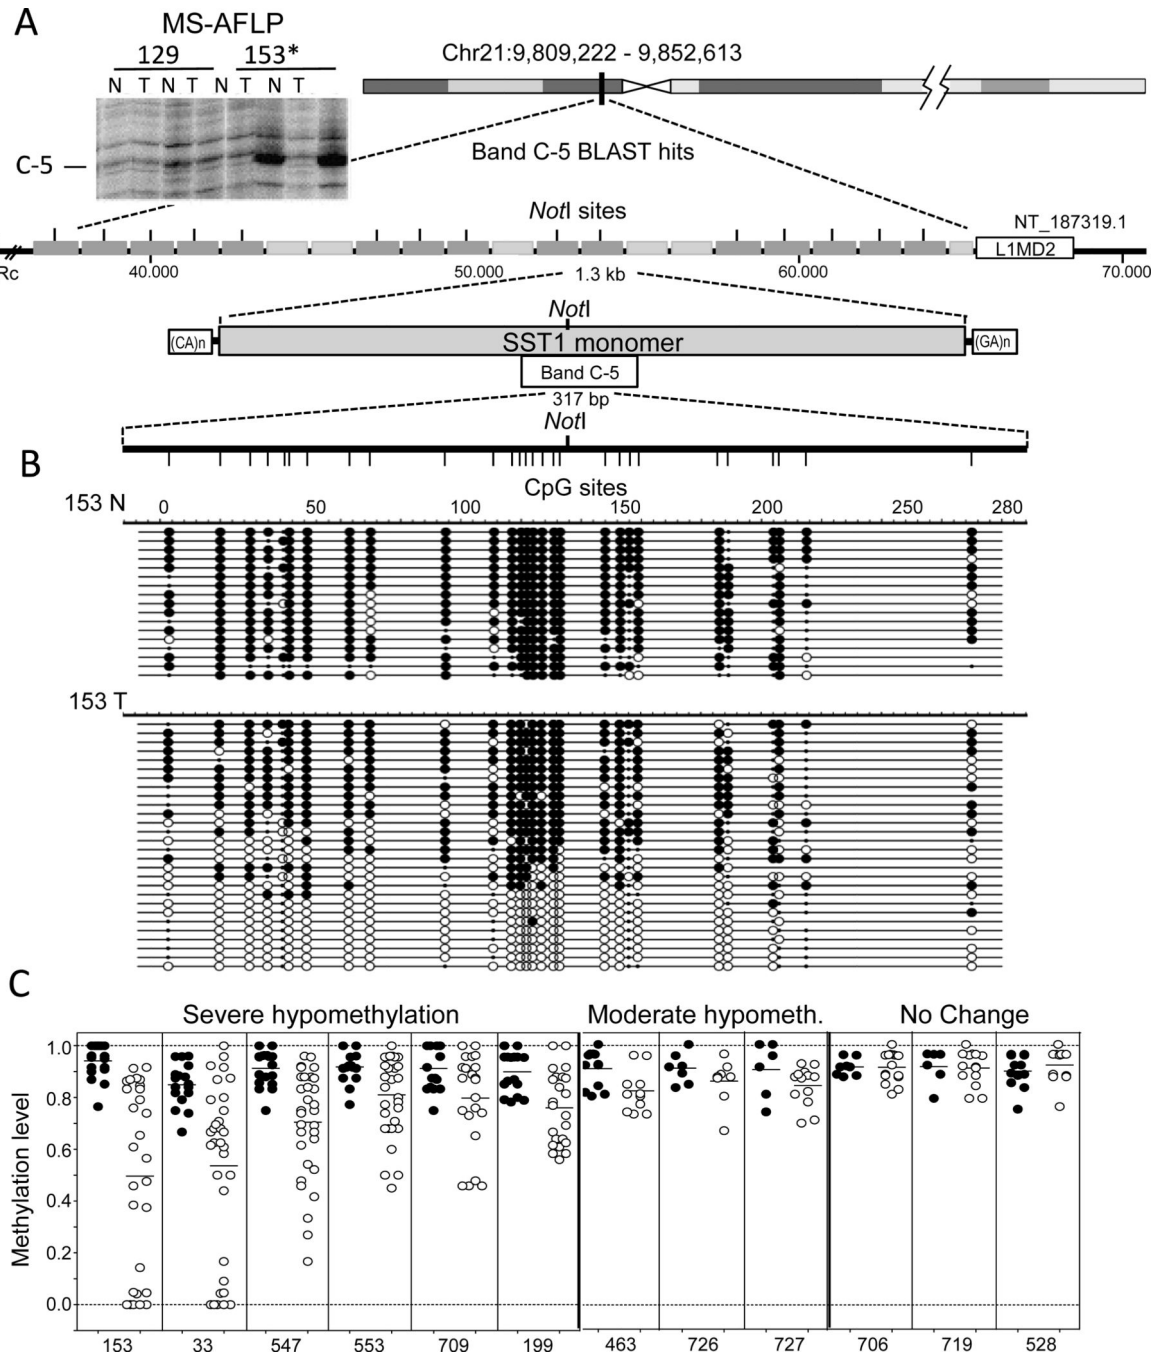 A
MS-AFLP
129 153*
N T N T N T N T
C-5
Chr21:9,809,222 - 9,852,613
Band C-5 BLAST hits
NotI sites
NT_187319.1
L1MD2
Rc 40.000 50.000 1.3 kb 60.000 70.000
NotI
(CA)n SST1 monomer (GA)n
Band C-5
317 bp
NotI
B
CpG sites
153 N 0 50 100 150 200 250 280
153 T
C
Severe hypomethylation Moderate hypometh. No Change
Methylation level
1.0
0.8
0.6
0.4
0.2
0.0
153 33 547 553 709 199 463 726 727 706 719 528